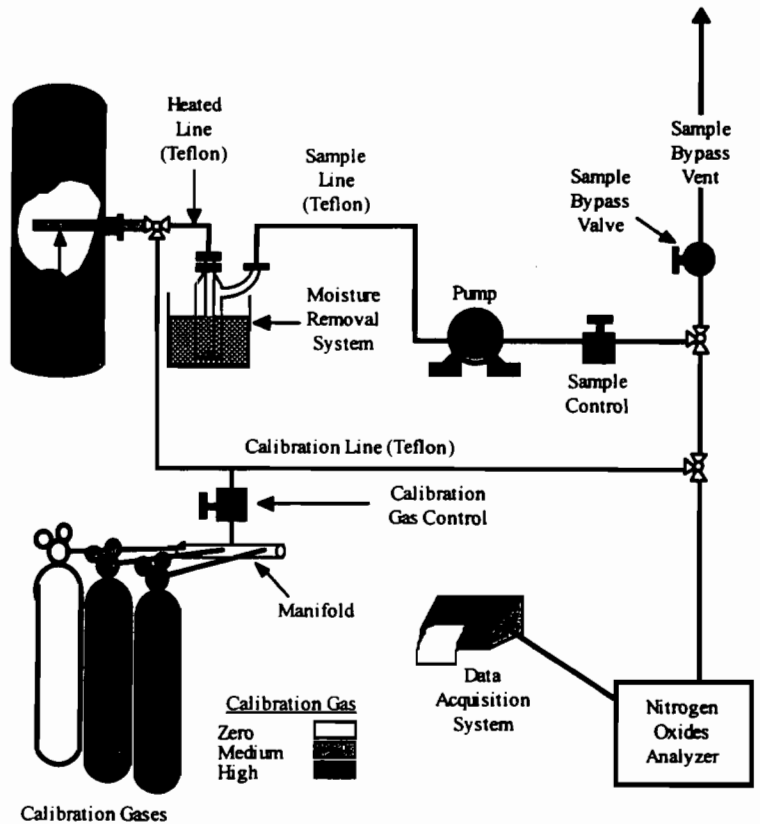 Heated
Line
(Teflon)
Sample
Line
(Teflon)
Sample
Bypass
Vent
Sample
Bypass
Valve
Moisture
Removal
System
Pump
Sample
Control
Calibration Line (Teflon)
Calibration
Gas Control
Manifold
Data
Acquisition
System
Nitrogen
Oxides
Analyzer
Calibration Gas
Zero
Medium
High
Calibration Gases